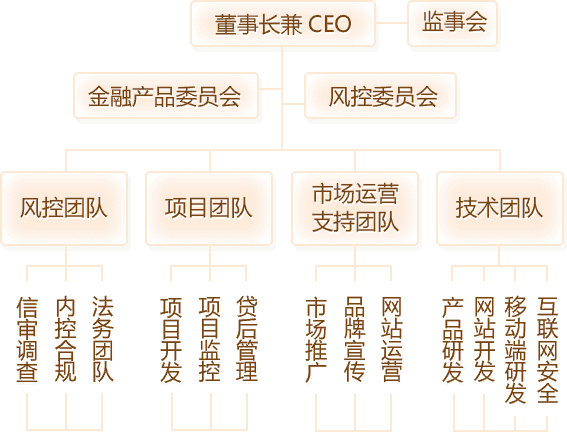 董事长兼 CEO
监事会
金融产品委员会
风控委员会
风控团队
项目团队
市场运营
支持团队
技术团队
信审调查
内控合规
法务团队
项目开发
项目监控
贷后管理
市场推广
品牌宣传
网站运营
产品研发
网站开发
移动端研发
互联网安全